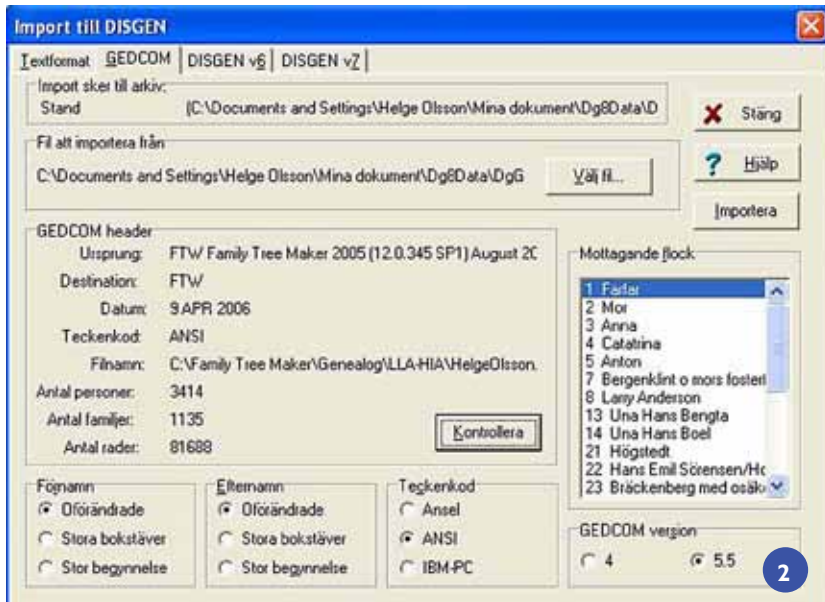 Import till DISGEN
Textformat GEDCOM DISGEN v6 DISGEN v7
Import sker till arkiv:
Stand (C:\Documents and Settings\Helge Olsson\Mina dokument\Dg8Data\D
Stäng
Fil att importera från
C:\Documents and Settings\Helge Olsson\Mina dokument\Dg8Data\DgG
Välj fil...
Hjälp
Importera
GEDCOM header
Ursprung: FTW Family Tree Maker 2005 (12.0.345 SP1) August 20
Destination: FTW
Datum: 9 APR 2006
Teckenkod: ANSI
Filnamn: C:\Family Tree Maker\Genealog\LLA-HIA\HelgeOlsson.
Antal personer: 3414
Antal familjer: 1135
Antal rader: 81688
Kontrollera
Mottagande flock
1 Farfar
2 Mor
3 Anna
4 Catatrina
5 Anton
7 Bergenklint o mors fosterf
8 Larry Anderson
13 Una Hans Bengta
14 Una Hans Boel
21 Högstedt
22 Hans Emil Sörensen/Ho
23 Bräckenberg med osäk
Förnamn
Oförändrade
Stora bokstäver
Stor begynnelse
Efternamn
Oförändrade
Stora bokstäver
Stor begynnelse
Teckenkod
Ansel
ANSI
IBM-PC
GEDCOM version
4 5.5
2